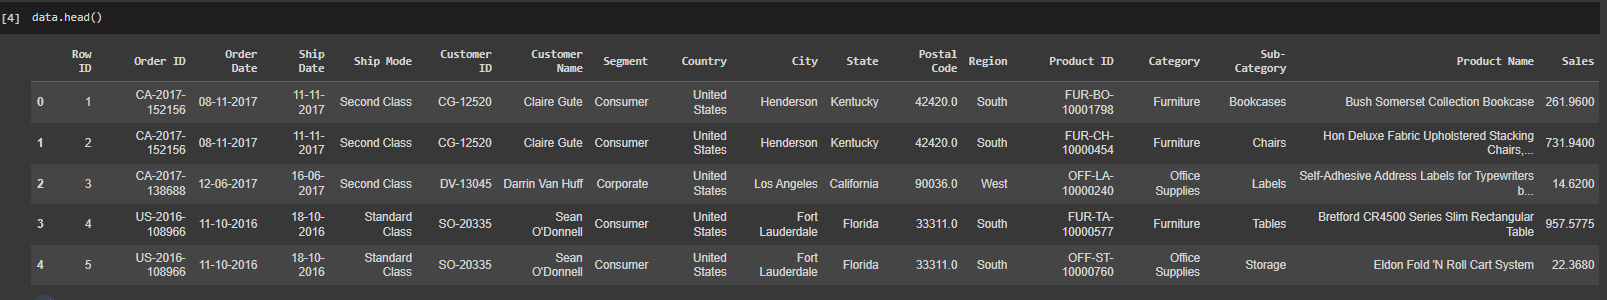 [4] data.head()
Row ID Order ID Order Date Ship Date Ship Mode Customer ID Customer Name Segment Country City State Postal Code Region Product ID Category Sub-Category Product Name Sales
0 1 CA-2017-152156 08-11-2017 11-11-2017 Second Class CG-12520 Claire Gute Consumer United States Henderson Kentucky 42420.0 South FUR-BO-10001798 Furniture Bookcases Bush Somerset Collection Bookcase 261.9600
1 2 CA-2017-152156 08-11-2017 11-11-2017 Second Class CG-12520 Claire Gute Consumer United States Henderson Kentucky 42420.0 South FUR-CH-10000454 Furniture Chairs Hon Deluxe Fabric Upholstered Stacking Chairs,... 731.9400
2 3 CA-2017-138688 12-06-2017 16-06-2017 Second Class DV-13045 Darrin Van Huff Corporate United States Los Angeles California 90036.0 West OFF-LA-10000240 Office Supplies Labels Self-Adhesive Address Labels for Typewriters b... 14.6200
3 4 US-2016-108966 11-10-2016 18-10-2016 Standard Class SO-20335 Sean O'Donnell Consumer United States Fort Lauderdale Florida 33311.0 South FUR-TA-10000577 Furniture Tables Bretford CR4500 Series Slim Rectangular Table 957.5775
4 5 US-2016-108966 11-10-2016 18-10-2016 Standard Class SO-20335 Sean O'Donnell Consumer United States Fort Lauderdale Florida 33311.0 South OFF-ST-10000760 Office Supplies Storage Eldon Fold 'N Roll Cart System 22.3680